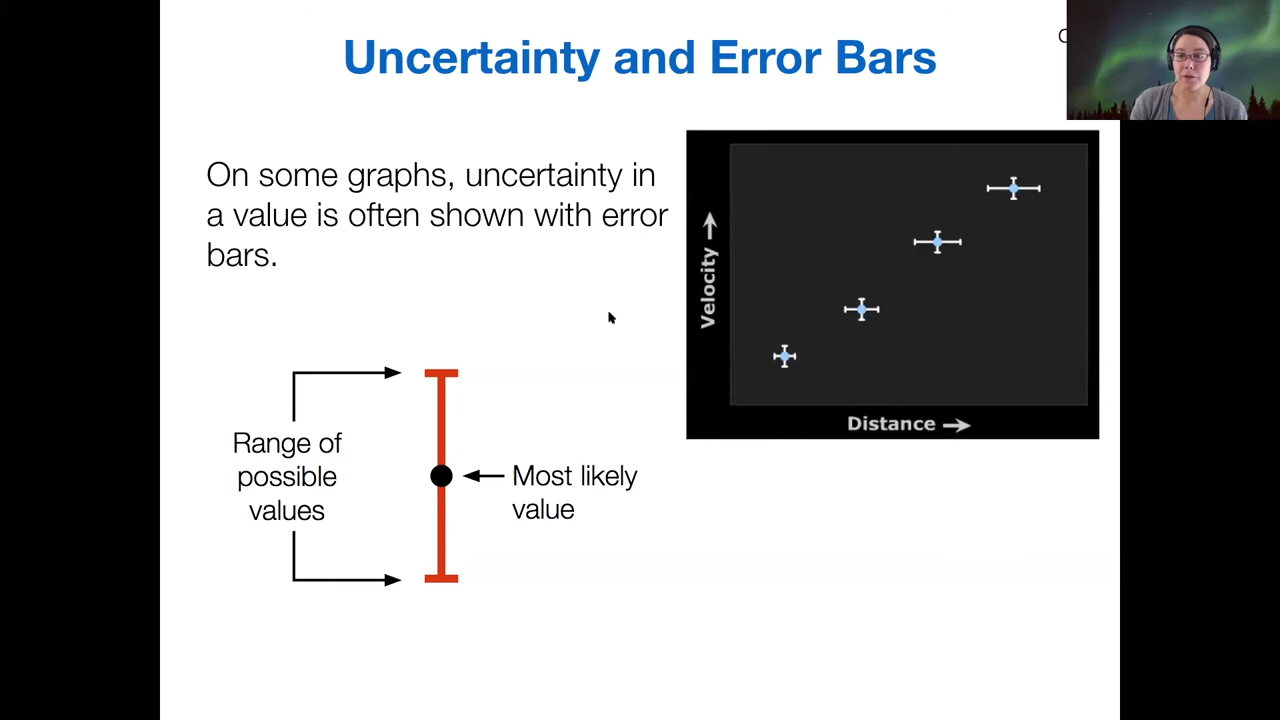 Uncertainty and Error Bars
On some graphs, uncertainty in
a value is often shown with error
bars.
Velocity
Distance
Range of
possible
values
Most likely
value